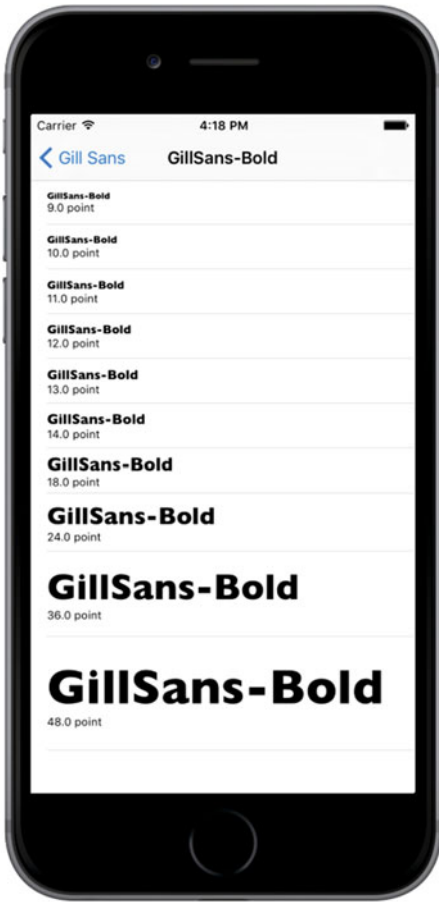 Carrier 4:18 PM
Gill Sans GillSans-Bold
GillSans-Bold
9.0 point
GillSans-Bold
10.0 point
GillSans-Bold
11.0 point
GillSans-Bold
12.0 point
GillSans-Bold
13.0 point
GillSans-Bold
14.0 point
GillSans-Bold
18.0 point
GillSans-Bold
24.0 point
GillSans-Bold
36.0 point
GillSans-Bold
48.0 point